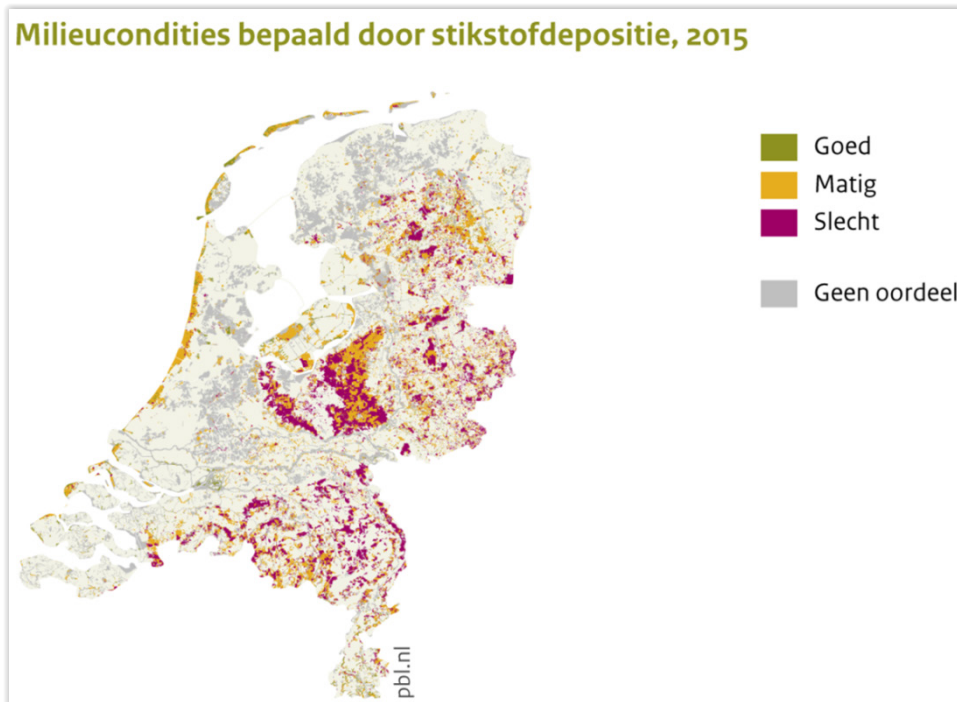 Milieucondities bepaald door stikstofdepositie, 2015
Goed
Matig
Slecht
Geen oordeel
pbl.nl